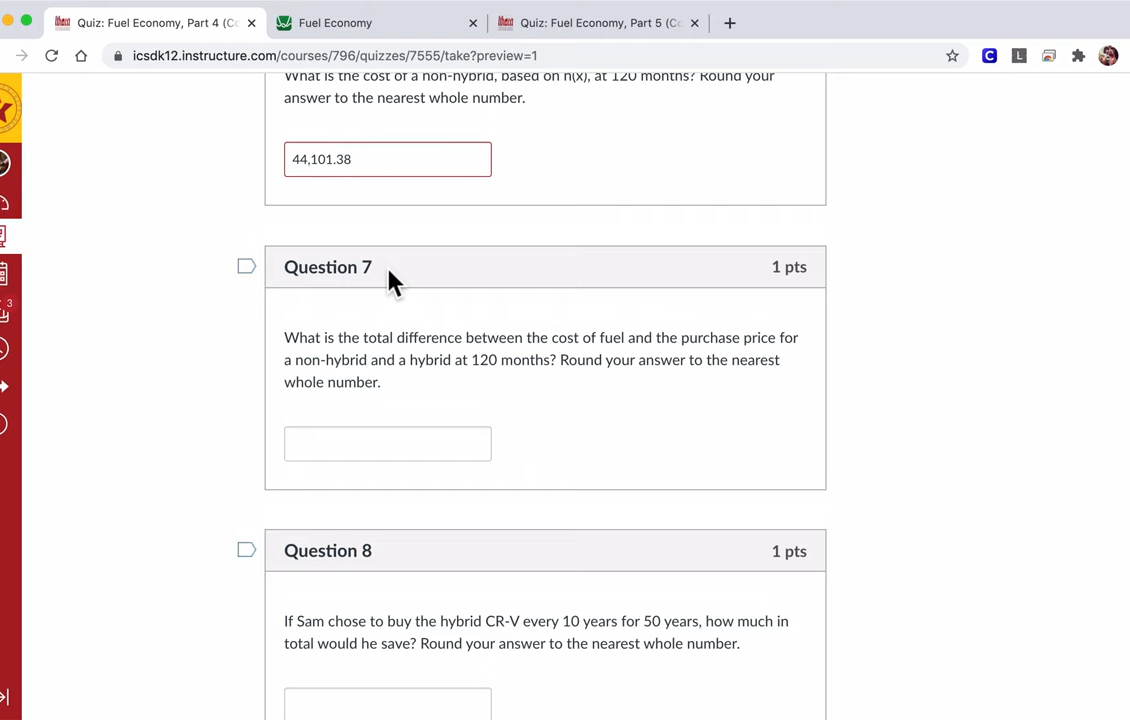 Quiz: Fuel Economy, Part 4 (Co
Fuel Economy
Quiz: Fuel Economy, Part 5 (Co
icsdk12.instructure.com/courses/796/quizzes/7555/take?preview=1
C
L
What is the cost of a non-hybrid, based on n(x), at 120 months? Round your
answer to the nearest whole number.
44,101.38
3
Question 7
1 pts
What is the total difference between the cost of fuel and the purchase price for
a non-hybrid and a hybrid at 120 months? Round your answer to the nearest
whole number.
Question 8
1 pts
If Sam chose to buy the hybrid CR-V every 10 years for 50 years, how much in
total would he save? Round your answer to the nearest whole number.